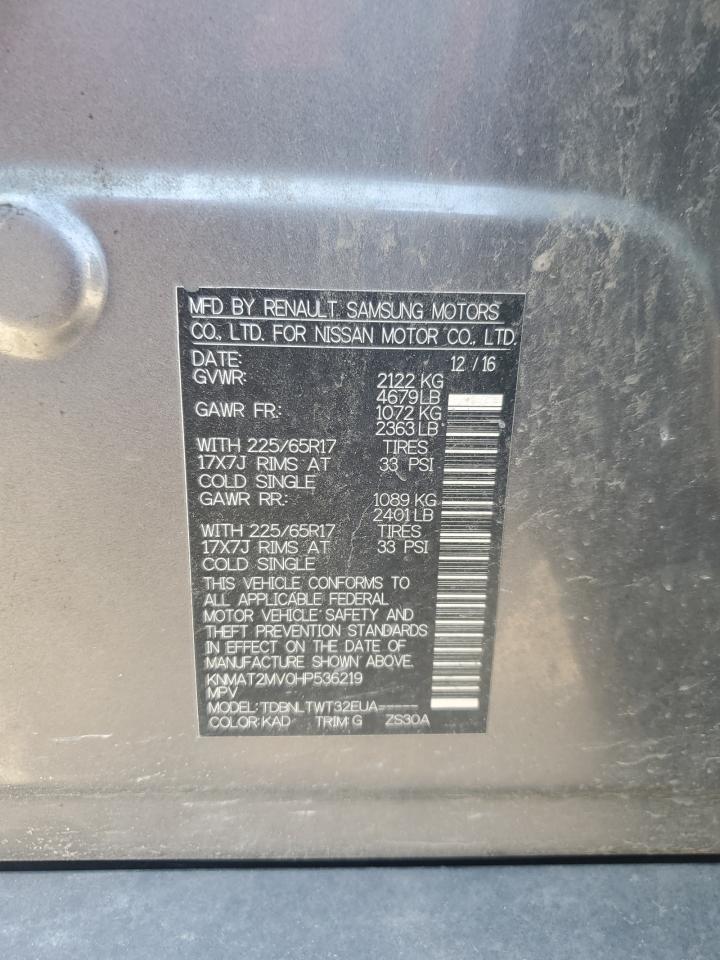 MFD BY RENAULT SAMSUNG MOTORS
CO., LTD. FOR NISSAN MOTOR CO., LTD.
DATE: 12 / 16
GVWR: 2122 KG
4679 LB
GAWR FR: 1072 KG
2363 LB
WITH 225/65R17 TIRES
17X7J RIMS AT 33 PSI
COLD SINGLE
GAWR RR: 1089 KG
2401 LB
WITH 225/65R17 TIRES
17X7J RIMS AT 33 PSI
COLD SINGLE
THIS VEHICLE CONFORMS TO
ALL APPLICABLE FEDERAL
MOTOR VEHICLE SAFETY AND
THEFT PREVENTION STANDARDS
IN EFFECT ON THE DATE OF
MANUFACTURE SHOWN ABOVE.
KNMAT2MV0HP536219
MPV
MODEL: TDBNLTWT32EUA-----
COLOR: KAD TRIM: G ZS30A